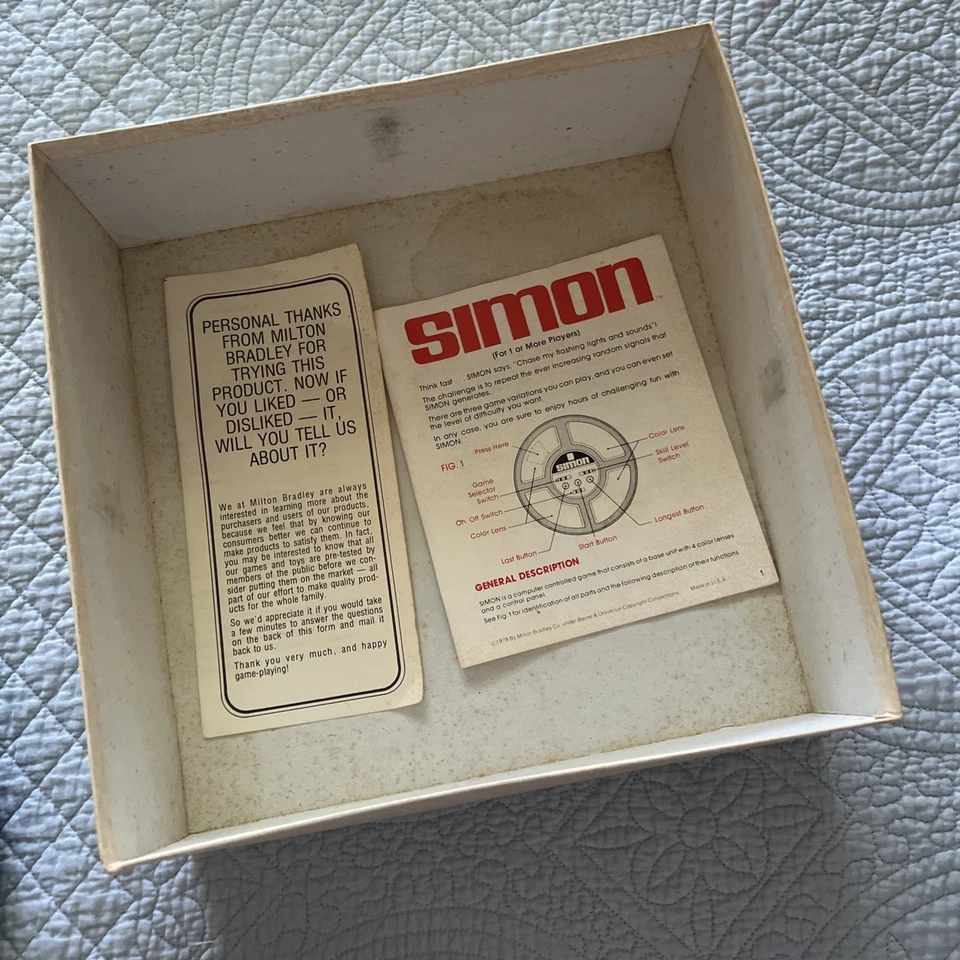 PERSONAL THANKS
FROM MILTON
BRADLEY FOR
TRYING THIS
PRODUCT. NOW IF
YOU LIKED — OR
DISLIKED — IT,
WILL YOU TELL US
ABOUT IT?
We at Milton Bradley are always
interested in learning more about the
purchasers and users of our products,
because we feel that by knowing our
consumers better we can continue to
make products to satisfy them. In fact,
you may be interested to know that all
our games and toys are pre-tested by
members of the public before we con-
sider putting them on the market — all
part of our effort to make quality prod-
ucts for the whole family.
So we'd appreciate it if you would take
a few minutes to answer the questions
on the back of this form and mail it
back to us.
Thank you very much, and happy
game-playing!
simon
(For 1 or More Players)
Think fast . . . SIMON says, "Chase my flashing lights and sounds"!
The challenge is to repeat the ever increasing random signals that
SIMON generates.
There are three game variations you can play, and you can even set
the level of difficulty you want.
In any case, you are sure to enjoy hours of challenging fun with
SIMON.
FIG. 1
Press Here
Color Lens
Skill Level
Switch
Game
Selector
Switch
simon
On Off Switch
Color Lens
Longest Button
Last Button
Start Button
GENERAL DESCRIPTION
SIMON is a computer controlled game that consists of a base unit with 4 color lenses
and a control panel.
See Fig. 1 for identification of all parts and the following description of their functions
©1979 By Milton Bradley Co. under Berne & Universal Copyright Conventions Made in U.S.A.
1